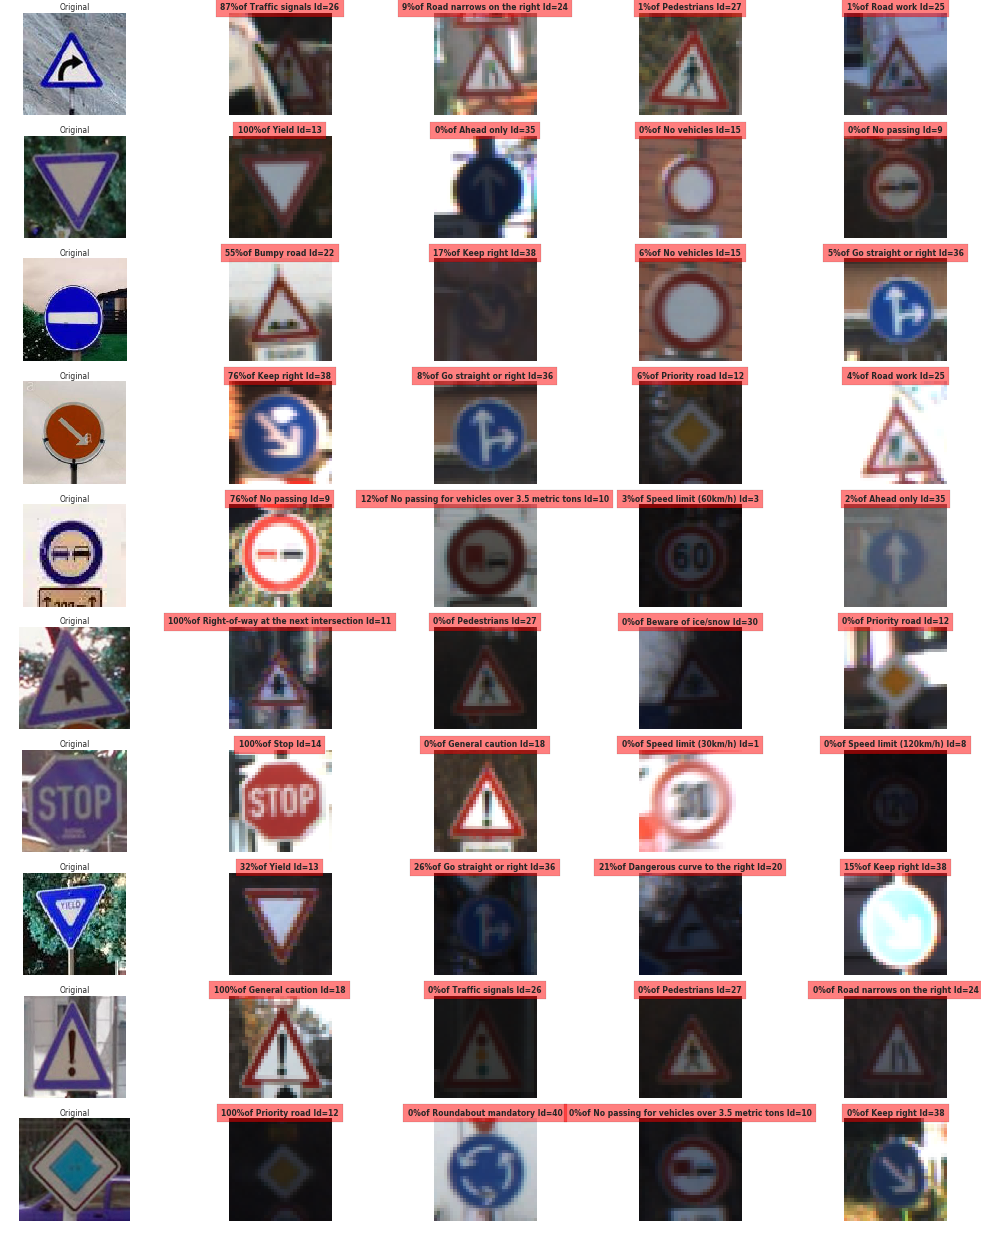 Original
87%of Traffic signals Id=26
9%of Road narrows on the right Id=24
1%of Pedestrians Id=27
1%of Road work Id=25
Original
100%of Yield Id=13
0%of Ahead only Id=35
0%of No vehicles Id=15
0%of No passing Id=9
Original
55%of Bumpy road Id=22
17%of Keep right Id=38
6%of No vehicles Id=15
5%of Go straight or right Id=36
Original
76%of Keep right Id=38
8%of Go straight or right Id=36
6%of Priority road Id=12
4%of Road work Id=25
Original
76%of No passing Id=9
12%of No passing for vehicles over 3.5 metric tons Id=10
3%of Speed limit (60km/h) Id=3
2%of Ahead only Id=35
60
Original
100%of Right-of-way at the next intersection Id=11
0%of Pedestrians Id=27
0%of Beware of ice/snow Id=30
0%of Priority road Id=12
Original
100%of Stop Id=14
0%of General caution Id=18
0%of Speed limit (30km/h) Id=1
0%of Speed limit (120km/h) Id=8
STOP
STOP
120
Original
32%of Yield Id=13
26%of Go straight or right Id=36
21%of Dangerous curve to the right Id=20
15%of Keep right Id=38
YIELD
Original
100%of General caution Id=18
0%of Traffic signals Id=26
0%of Pedestrians Id=27
0%of Road narrows on the right Id=24
Original
100%of Priority road Id=12
0%of Roundabout mandatory Id=40
0%of No passing for vehicles over 3.5 metric tons Id=10
0%of Keep right Id=38